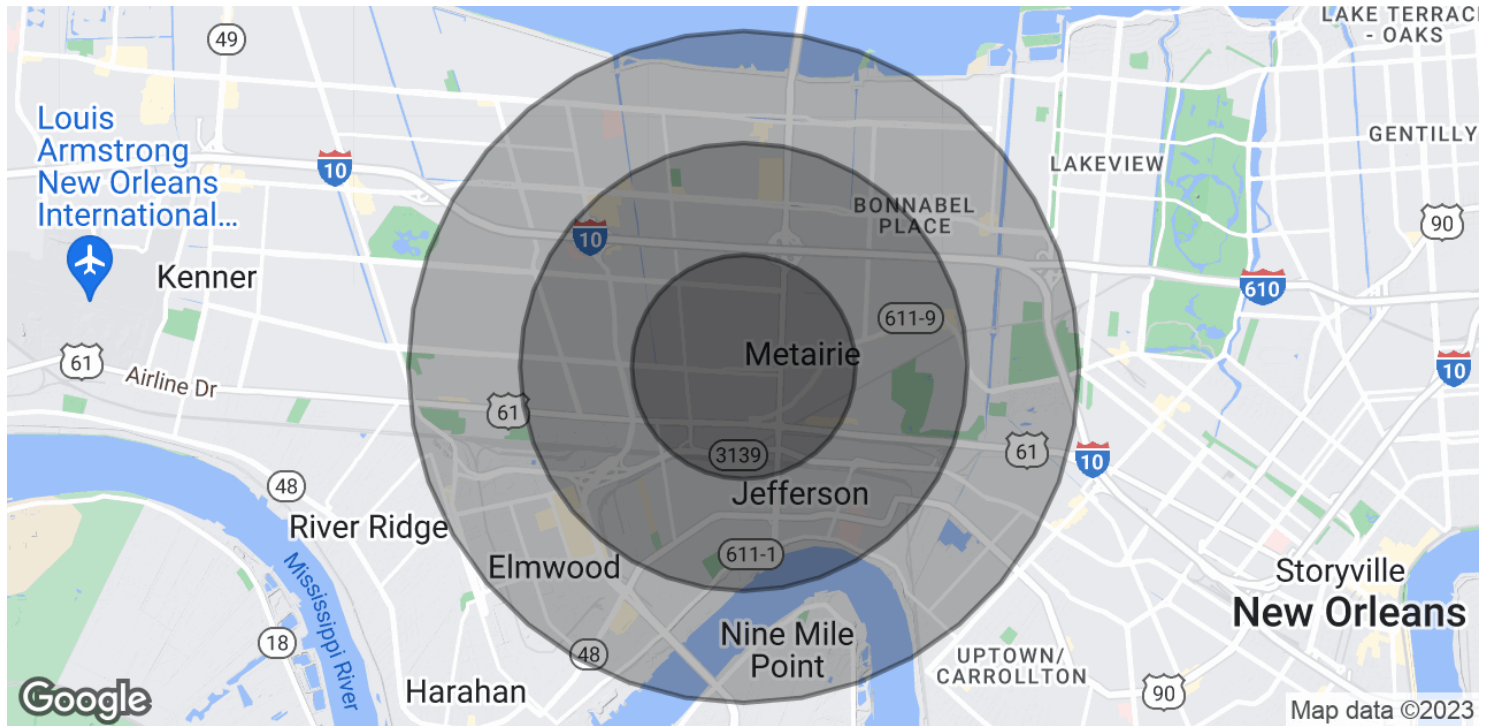 LAKE TERRAC
- OAKS
49
Louis
Armstrong
New Orleans
International...
10
LAKEVIEW
GENTILLY
BONNABEL
PLACE
90
10
Kenner
610
611-9
61
Metairie
10
Airline Dr
61
61
3139
10
48
Jefferson
River Ridge
611-1
Elmwood
Storyville
New Orleans
Mississippi River
18
48
Nine Mile
Point
UPTOWN/
CARROLLTON
90
Harahan
Google
Map data ©2023